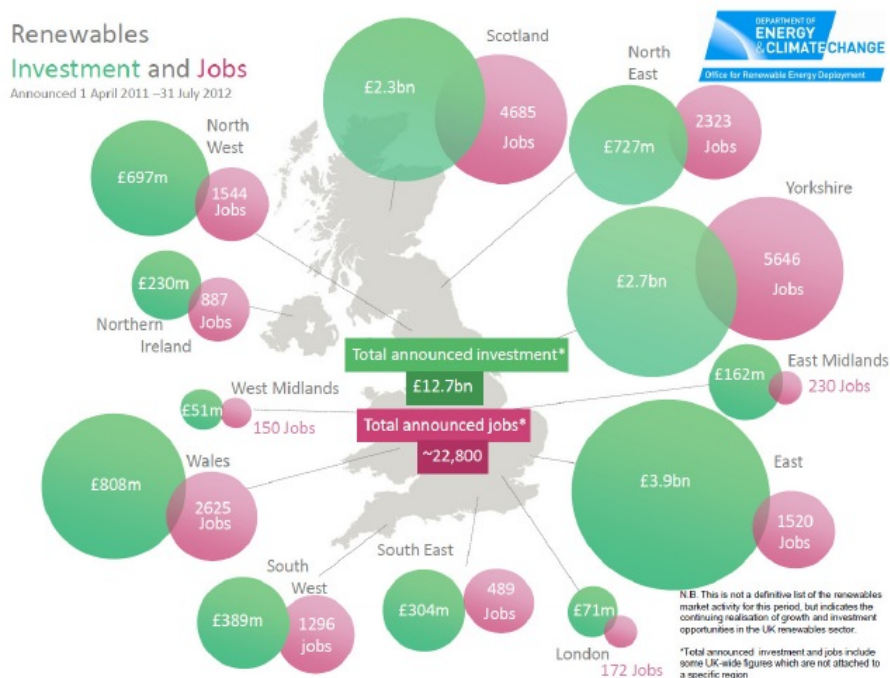 Renewables
Investment and Jobs
Announced 1 April 2011 –31 July 2012
DEPARTMENT OF
ENERGY
& CLIMATE CHANGE
Office for Renewable Energy Deployment
Scotland
£2.3bn
4685
Jobs
North
East
£727m
2323
Jobs
North
West
£697m
1544
Jobs
Yorkshire
£2.7bn
5646
Jobs
£230m
887
Jobs
Northern
Ireland
Total announced investment*
£12.7bn
East Midlands
£162m
230 Jobs
West Midlands
£51m
150 Jobs
Total announced jobs*
~22,800
Wales
£808m
2625
Jobs
East
£3.9bn
1520
Jobs
South
West
£389m
1296
jobs
South East
£304m
489
Jobs
£71m
London
172 Jobs
N.B. This is not a definitive list of the renewables
market activity for this period, but indicates the
continuing realisation of growth and investment
opportunities in the UK renewables sector.
*Total announced investment and jobs include
some UK-wide figures which are not attached to
a specific region